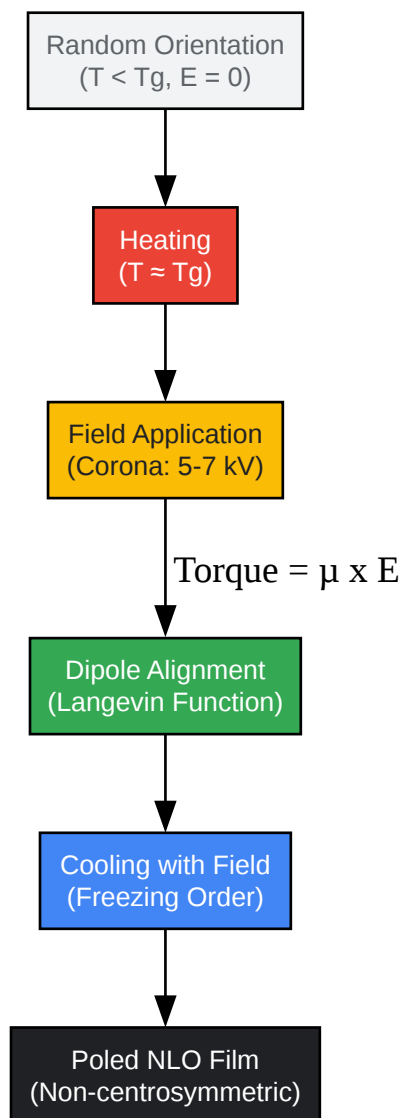 Random Orientation
(T < Tg, E = 0)
Heating
(T ≈ Tg)
Field Application
(Corona: 5-7 kV)
Torque = µ x E
Dipole Alignment
(Langevin Function)
Cooling with Field
(Freezing Order)
Poled NLO Film
(Non-centrosymmetric)